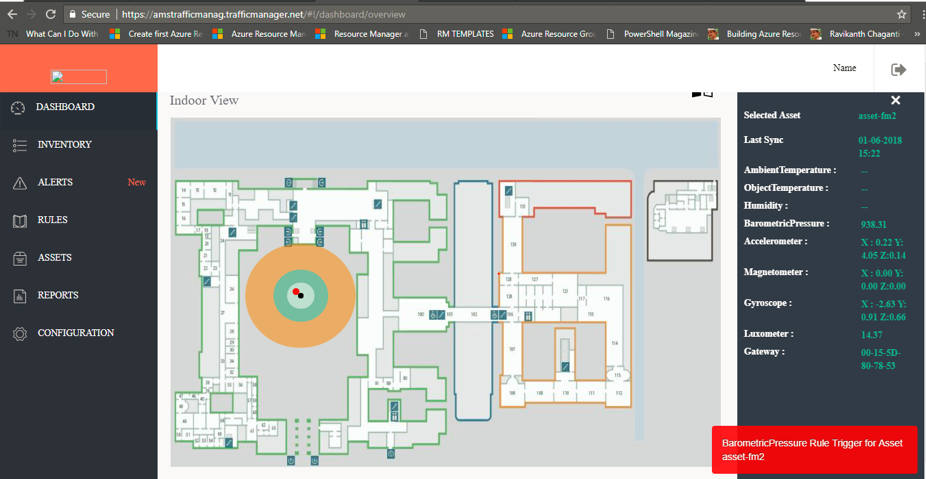 Secure | https://amstrafficmanag.trafficmanager.net/#!/dashboard/overview
TN What Can I Do With Create first Azure Re Azure Resource Man Resource Manager a RM TEMPLATES Azure Resource Grou PowerShell Magazin Building Azure Resou Ravikanth Chaganti - »
Name
DASHBOARD
INVENTORY
ALERTS New
RULES
ASSETS
REPORTS
CONFIGURATION
Indoor View
Selected Asset asset-fm2
Last Sync 01-06-2018
15:22
AmbientTemperature : --
ObjectTemperature : --
Humidity : --
BarometricPressure : 938.31
Accelerometer : X : 0.22 Y:
4.05 Z:0.14
Magnetometer : X : 0.00 Y:
0.00 Z:0.00
Gyroscope : X : -2.63 Y:
0.91 Z:0.66
Luxometer : 14.37
Gateway : 00-15-5D-
80-78-53
BarometricPressure Rule Trigger for Asset
asset-fm2